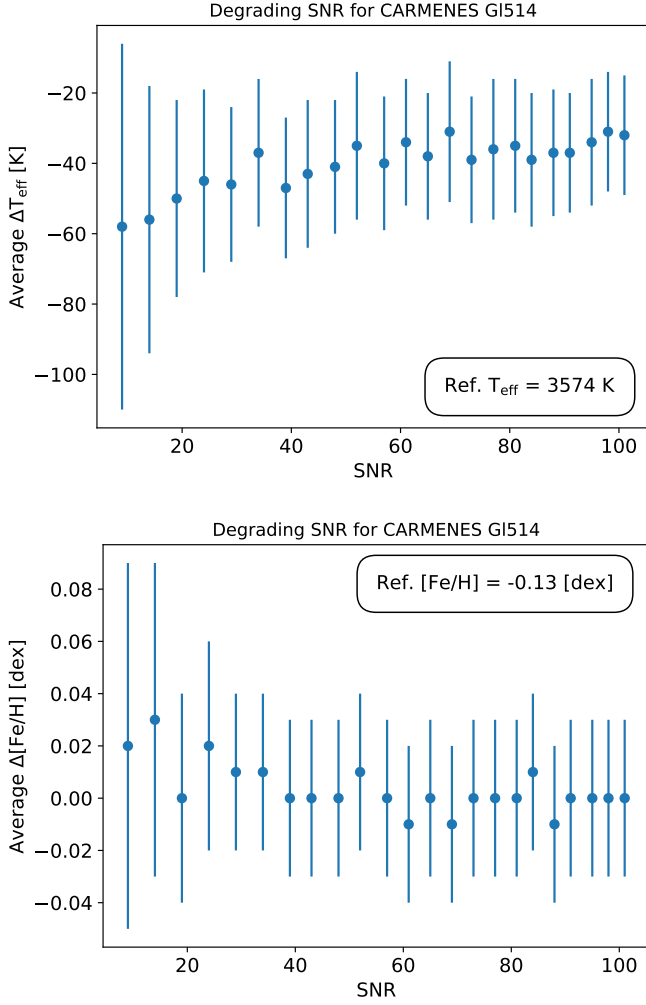 Degrading SNR for CARMENES Gl514
Average ΔT_eff [K]
−20
−40
−60
−80
−100
Ref. T_eff = 3574 K
20 40 60 80 100
SNR
Degrading SNR for CARMENES Gl514
Average Δ[Fe/H] [dex]
0.08
0.06
0.04
0.02
0.00
−0.02
−0.04
Ref. [Fe/H] = -0.13 [dex]
20 40 60 80 100
SNR